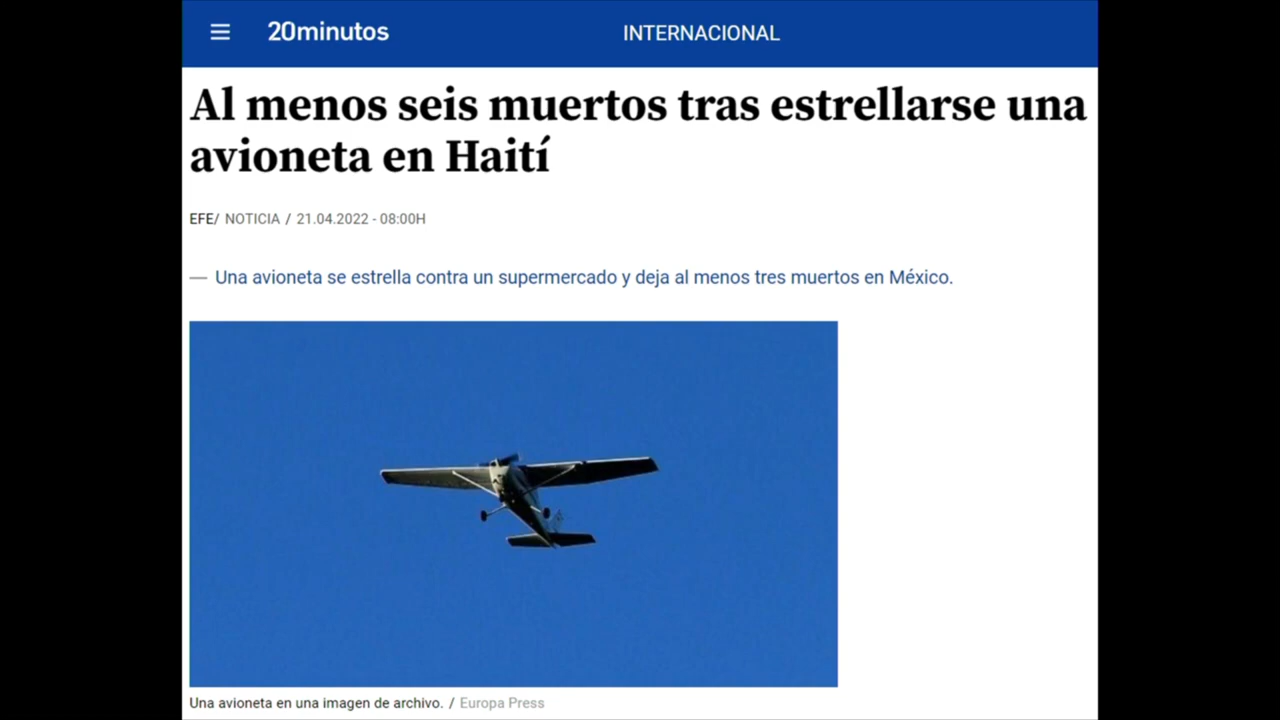 20minutos
INTERNACIONAL
Al menos seis muertos tras estrellarse una
avioneta en Haití
EFE/ NOTICIA / 21.04.2022 - 08:00H
— Una avioneta se estrella contra un supermercado y deja al menos tres muertos en México.
Una avioneta en una imagen de archivo. / Europa Press